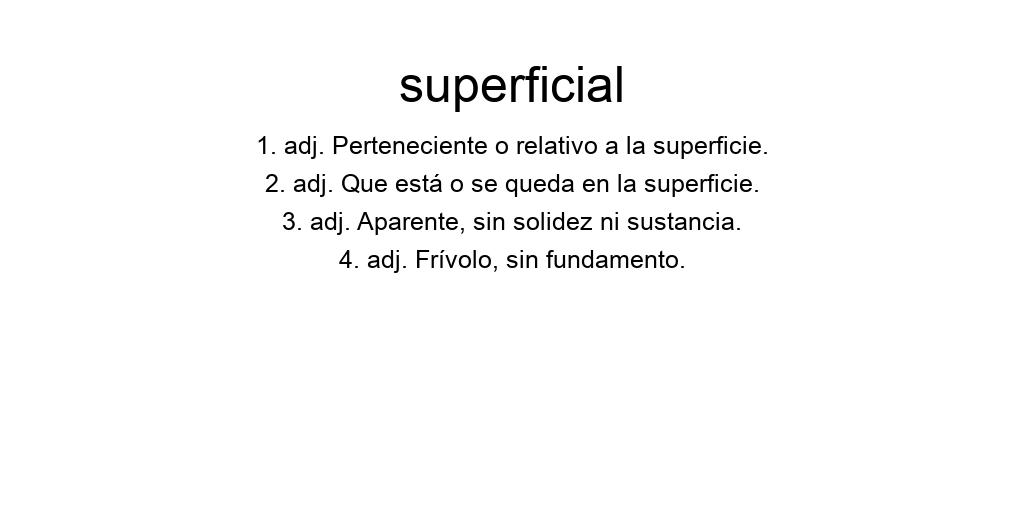 superficial
1. adj. Perteneciente o relativo a la superficie.
2. adj. Que está o se queda en la superficie.
3. adj. Aparente, sin solidez ni sustancia.
4. adj. Frívolo, sin fundamento.